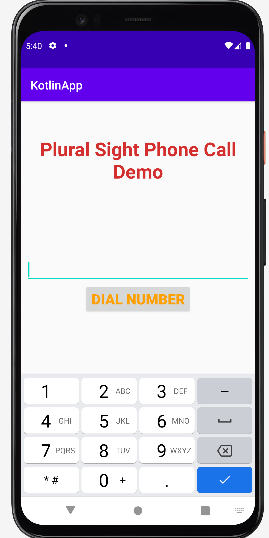 5:40
KotlinApp
Plural Sight Phone Call
Demo
DIAL NUMBER
1
2 ABC
3 DEF
–
4 GHI
5 JKL
6 MNO
7 PQRS
8 TUV
9 WXYZ
* #
0 +
.